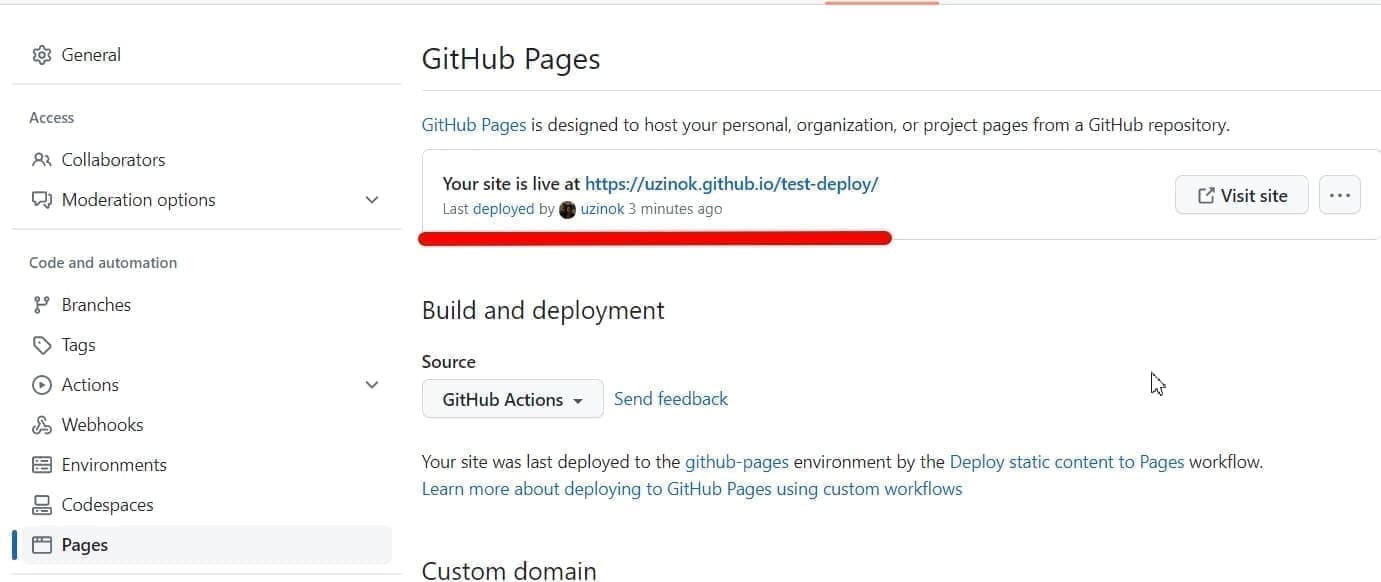 General
Access
Collaborators
Moderation options
Code and automation
Branches
Tags
Actions
Webhooks
Environments
Codespaces
Pages
GitHub Pages
GitHub Pages is designed to host your personal, organization, or project pages from a GitHub repository.
Your site is live at https://uzinok.github.io/test-deploy/
Last deployed by uzinok 3 minutes ago
Visit site
Build and deployment
Source
GitHub Actions
Send feedback
Your site was last deployed to the github-pages environment by the Deploy static content to Pages workflow.
Learn more about deploying to GitHub Pages using custom workflows
Custom domain